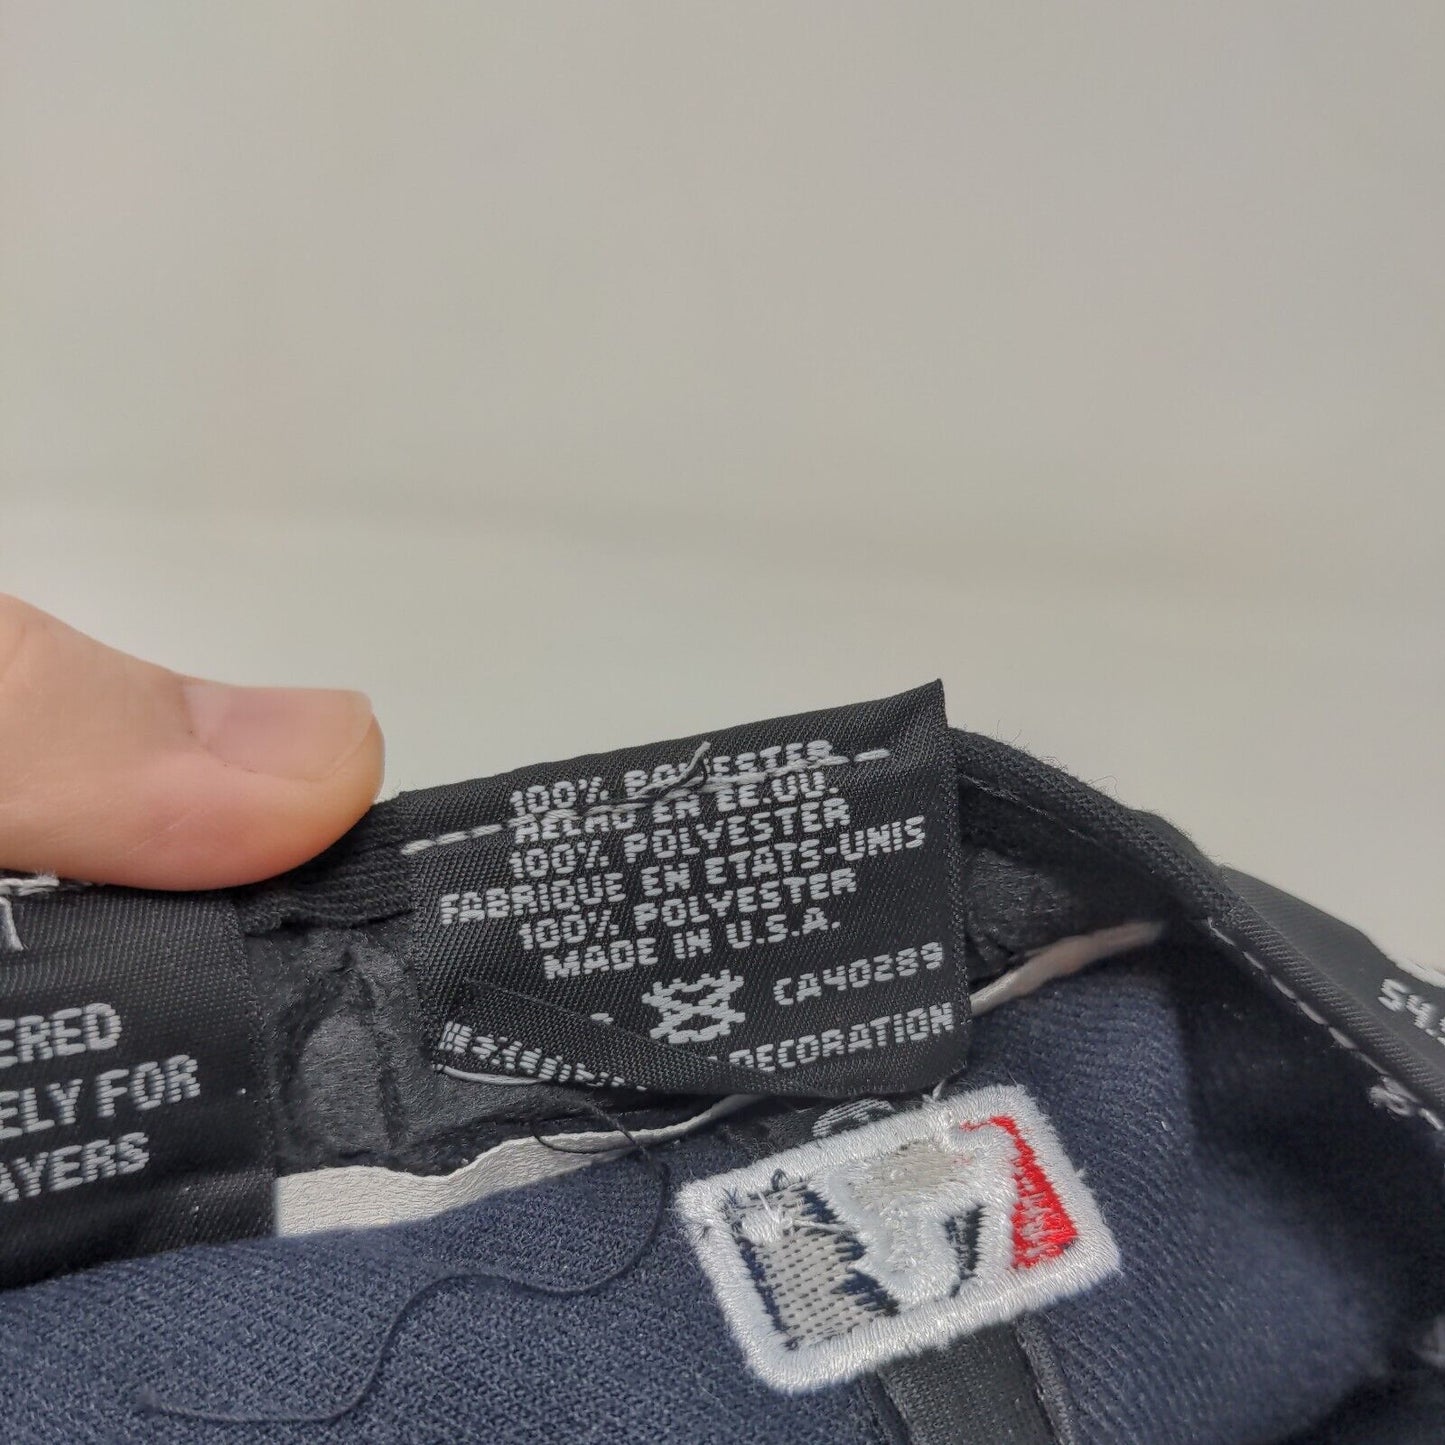 100% POLYESTER
HECHO EN EE.UU.
100% POLYESTER
FABRIQUE EN ETATS-UNIS
100% POLYESTER
MADE IN U.S.A.
CA40289
DECORATION
ERED
ELY FOR
AYERS
54.